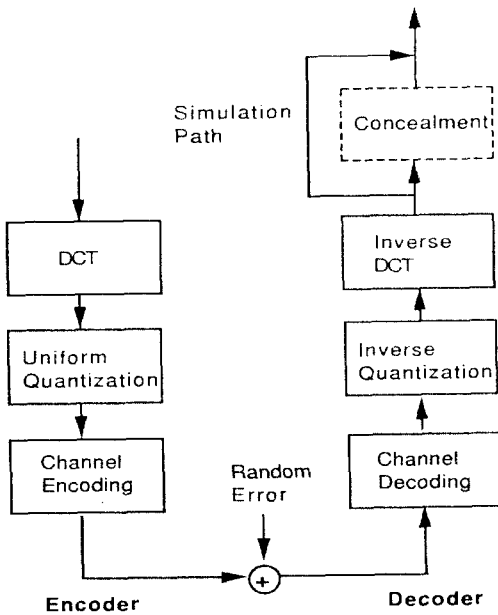 Simulation
Path
Concealment
DCT
Inverse
DCT
Uniform
Quantization
Inverse
Quantization
Channel
Encoding
Random
Error
Channel
Decoding
+
Encoder
Decoder